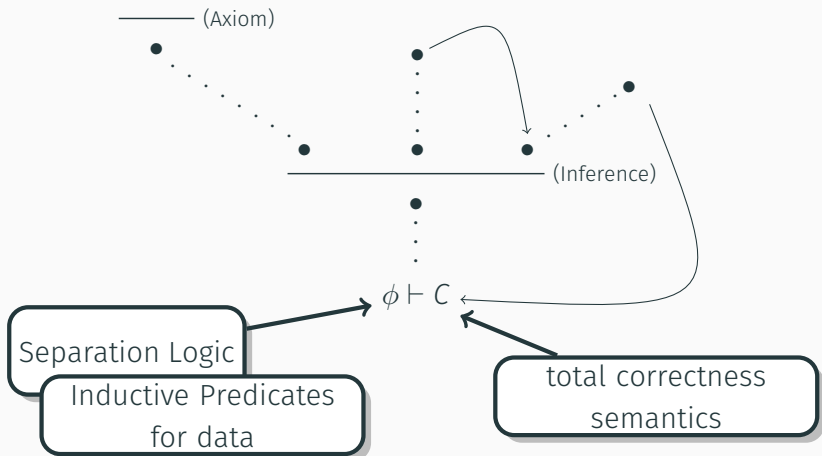 (Axiom)
(Inference)
ϕ ⊢ C
Separation Logic
Inductive Predicates
for data
total correctness
semantics